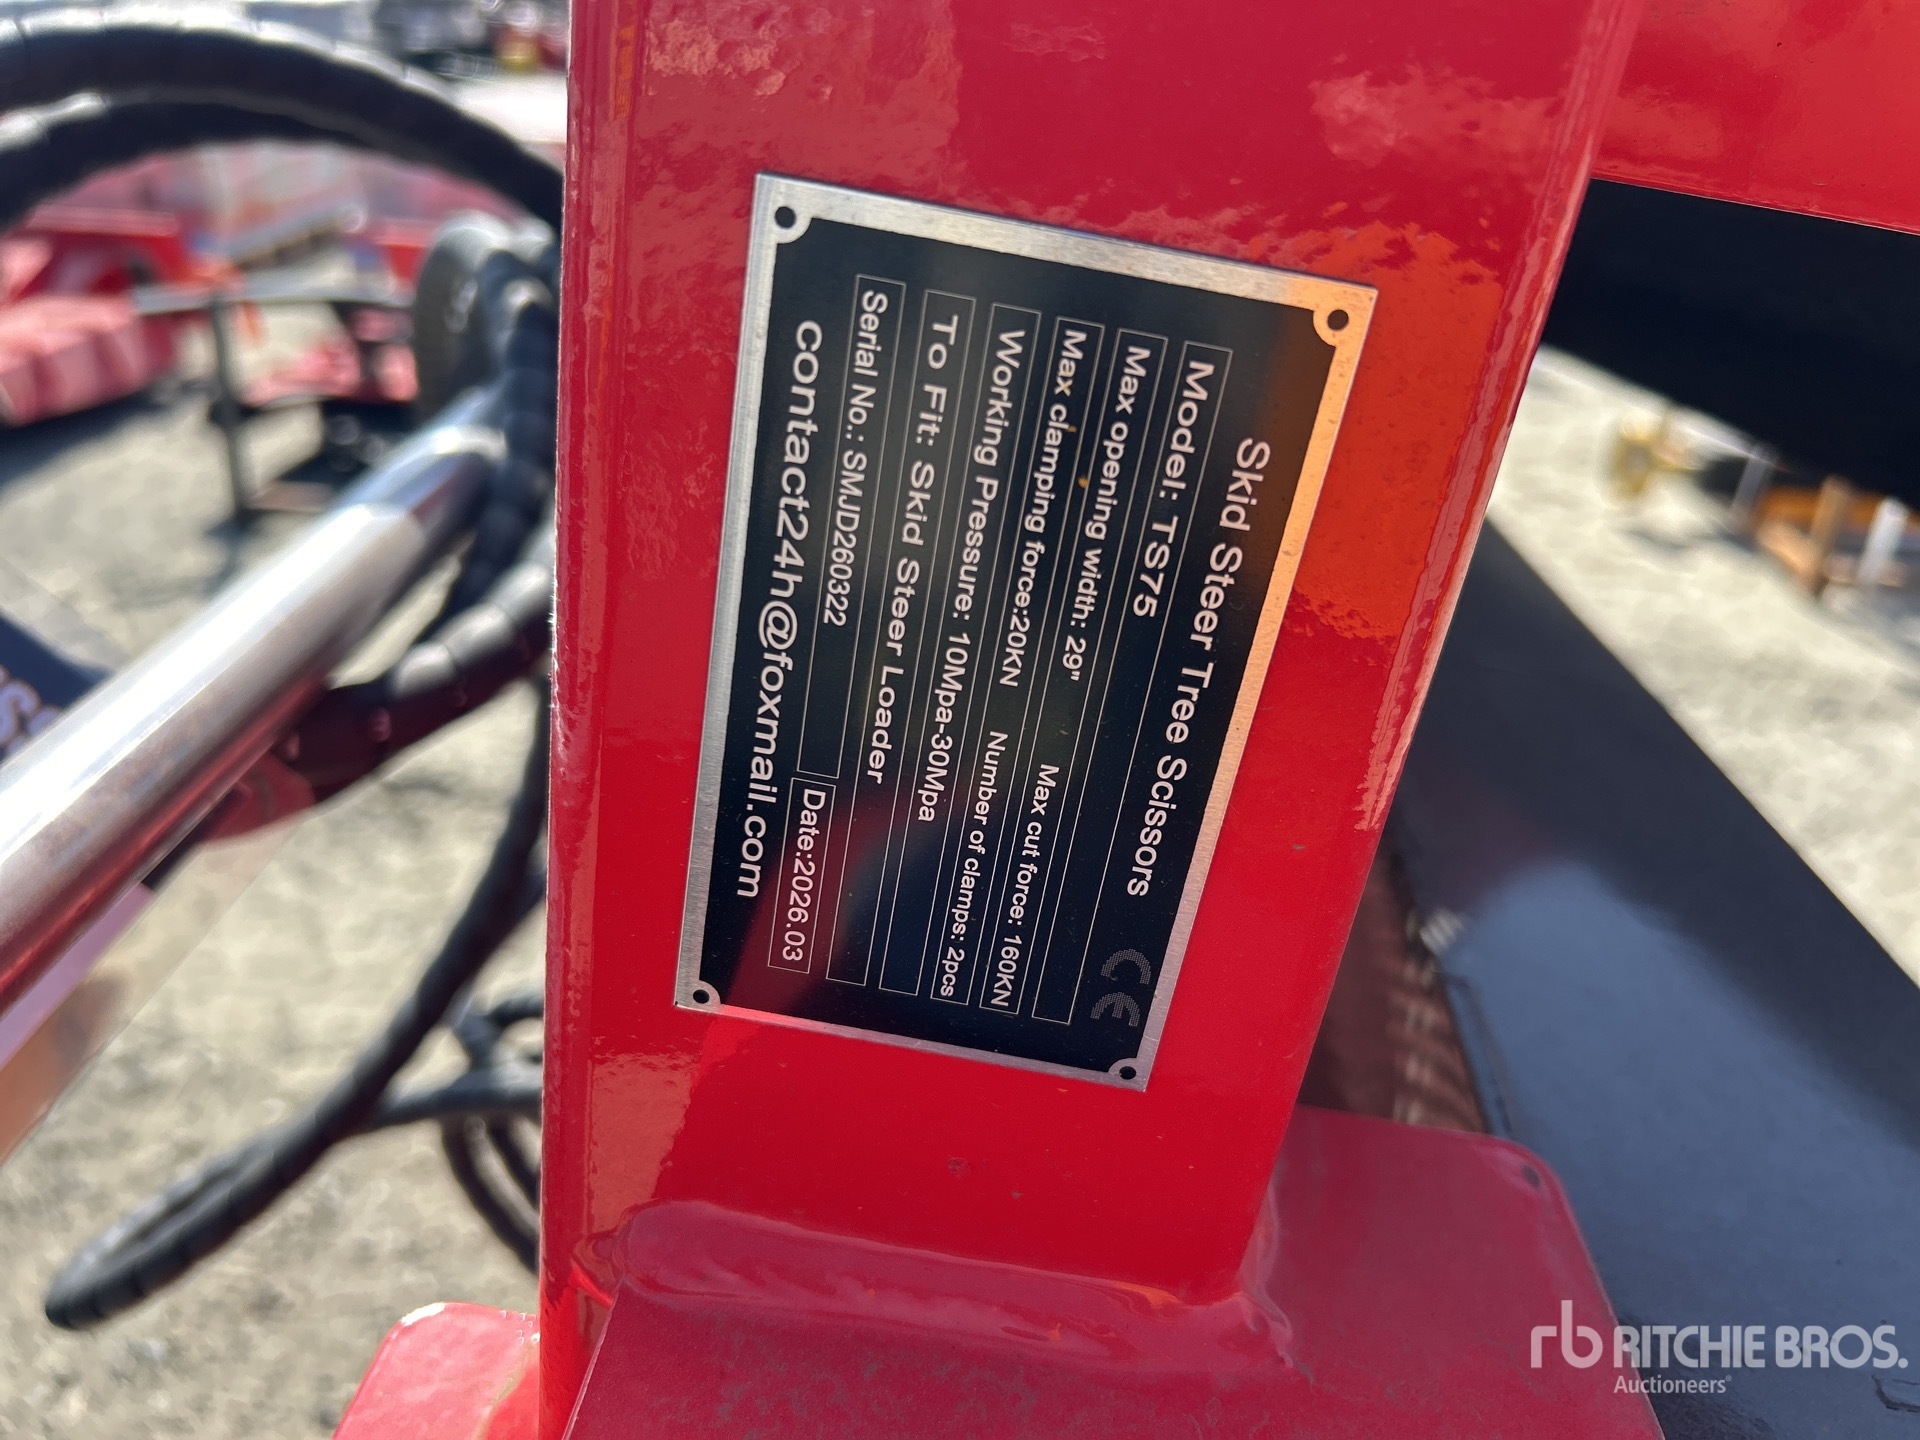 Skid Steer Tree Scissors
CE
Model: TS75
Max opening width: 29"
Max clamping force:20KN Max cut force: 160KN
Working Pressure: 10Mpa-30Mpa Number of clamps: 2pcs
To Fit: Skid Steer Loader
Serial No.: SMJD260322 Date:2026.03
contact24h@foxmail.com
rb RITCHIE BROS.
Auctioneers